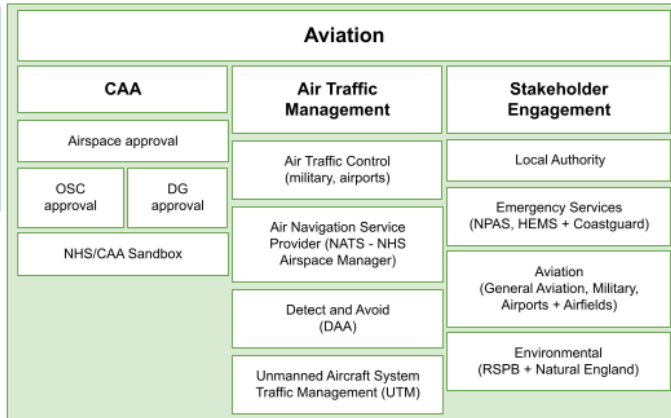 Aviation
CAA
Airspace approval
OSC
approval
DG
approval
NHS/CAA Sandbox
Air Traffic
Management
Air Traffic Control
(military, airports)
Air Navigation Service
Provider (NATS - NHS
Airspace Manager)
Detect and Avoid
(DAA)
Unmanned Aircraft System
Traffic Management (UTM)
Stakeholder
Engagement
Local Authority
Emergency Services
(NPAS, HEMS + Coastguard)
Aviation
(General Aviation, Military,
Airports + Airfields)
Environmental
(RSPB + Natural England)